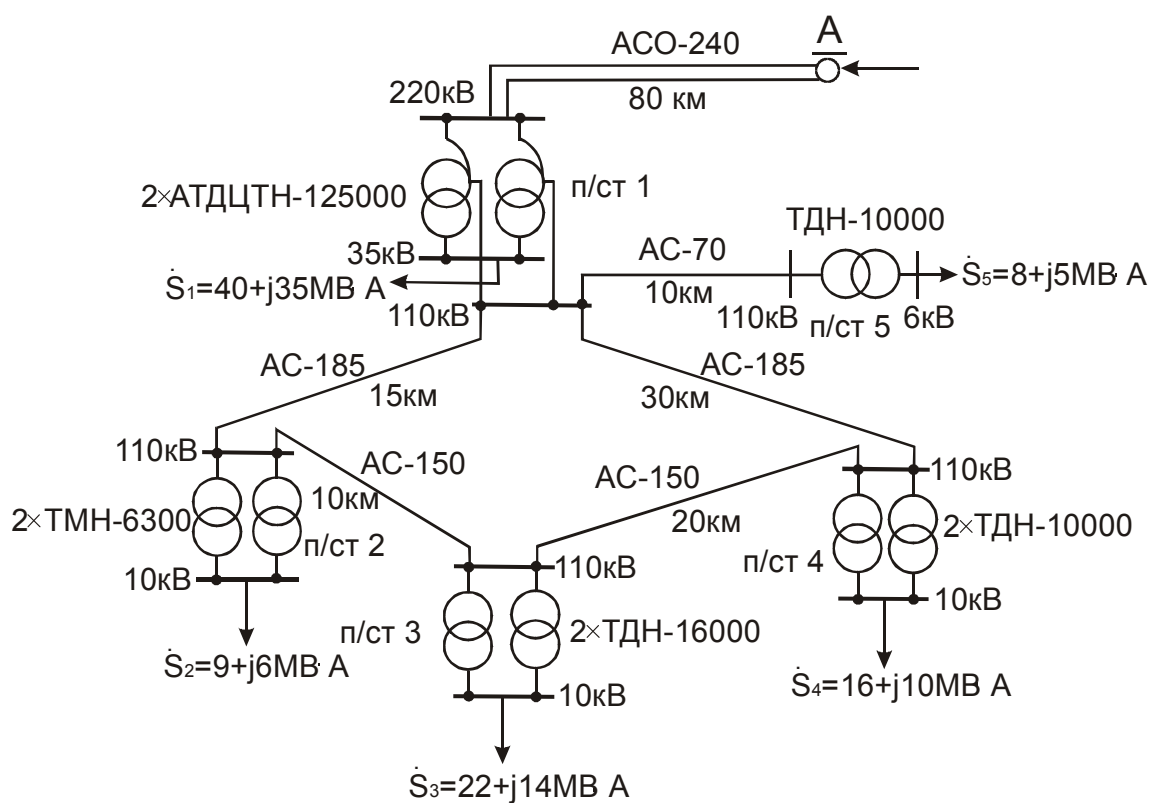 АСО-240
А
80 км
220кВ
2×АТДЦТН-125000
п/ст 1
35кВ
Ṡ₁=40+j35МВ А
110кВ
АС-70
10км
110кВ
ТДН-10000
п/ст 5
6кВ
Ṡ₅=8+j5МВ А
АС-185
15км
АС-185
30км
110кВ
АС-150
10км
2×ТМН-6300
п/ст 2
10кВ
Ṡ₂=9+j6МВ А
АС-150
20км
110кВ
п/ст 3
2×ТДН-16000
10кВ
Ṡ₃=22+j14МВ А
110кВ
п/ст 4
2×ТДН-10000
10кВ
Ṡ₄=16+j10МВ А